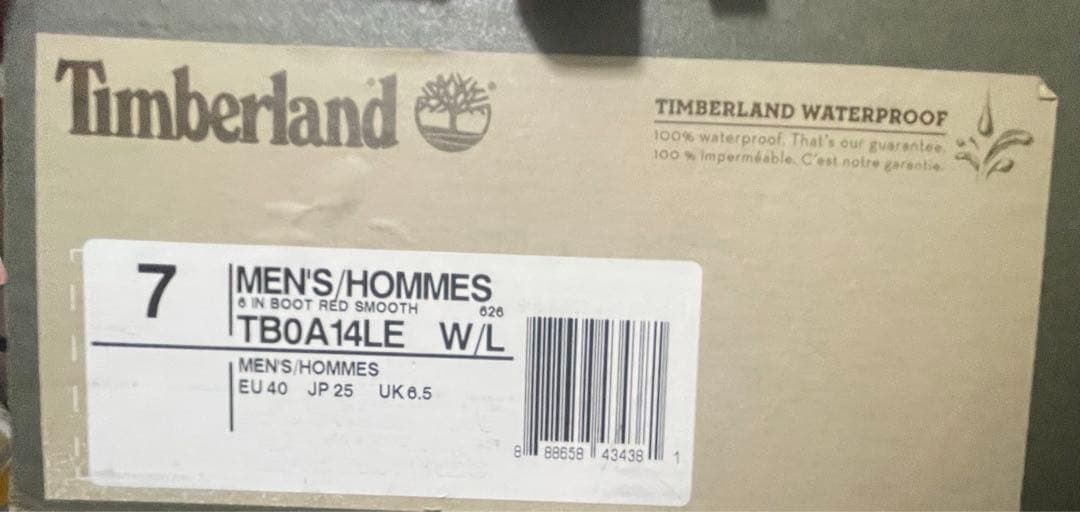 Timberland
TIMBERLAND WATERPROOF
100% waterproof. That's our guarantee.
100 % imperméable. C'est notre garantie.
7
MEN'S/HOMMES
6 IN BOOT RED SMOOTH 626
TB0A14LE W/L
MEN'S/HOMMES
EU 40 JP 25 UK 6.5
8 88658 43438 1